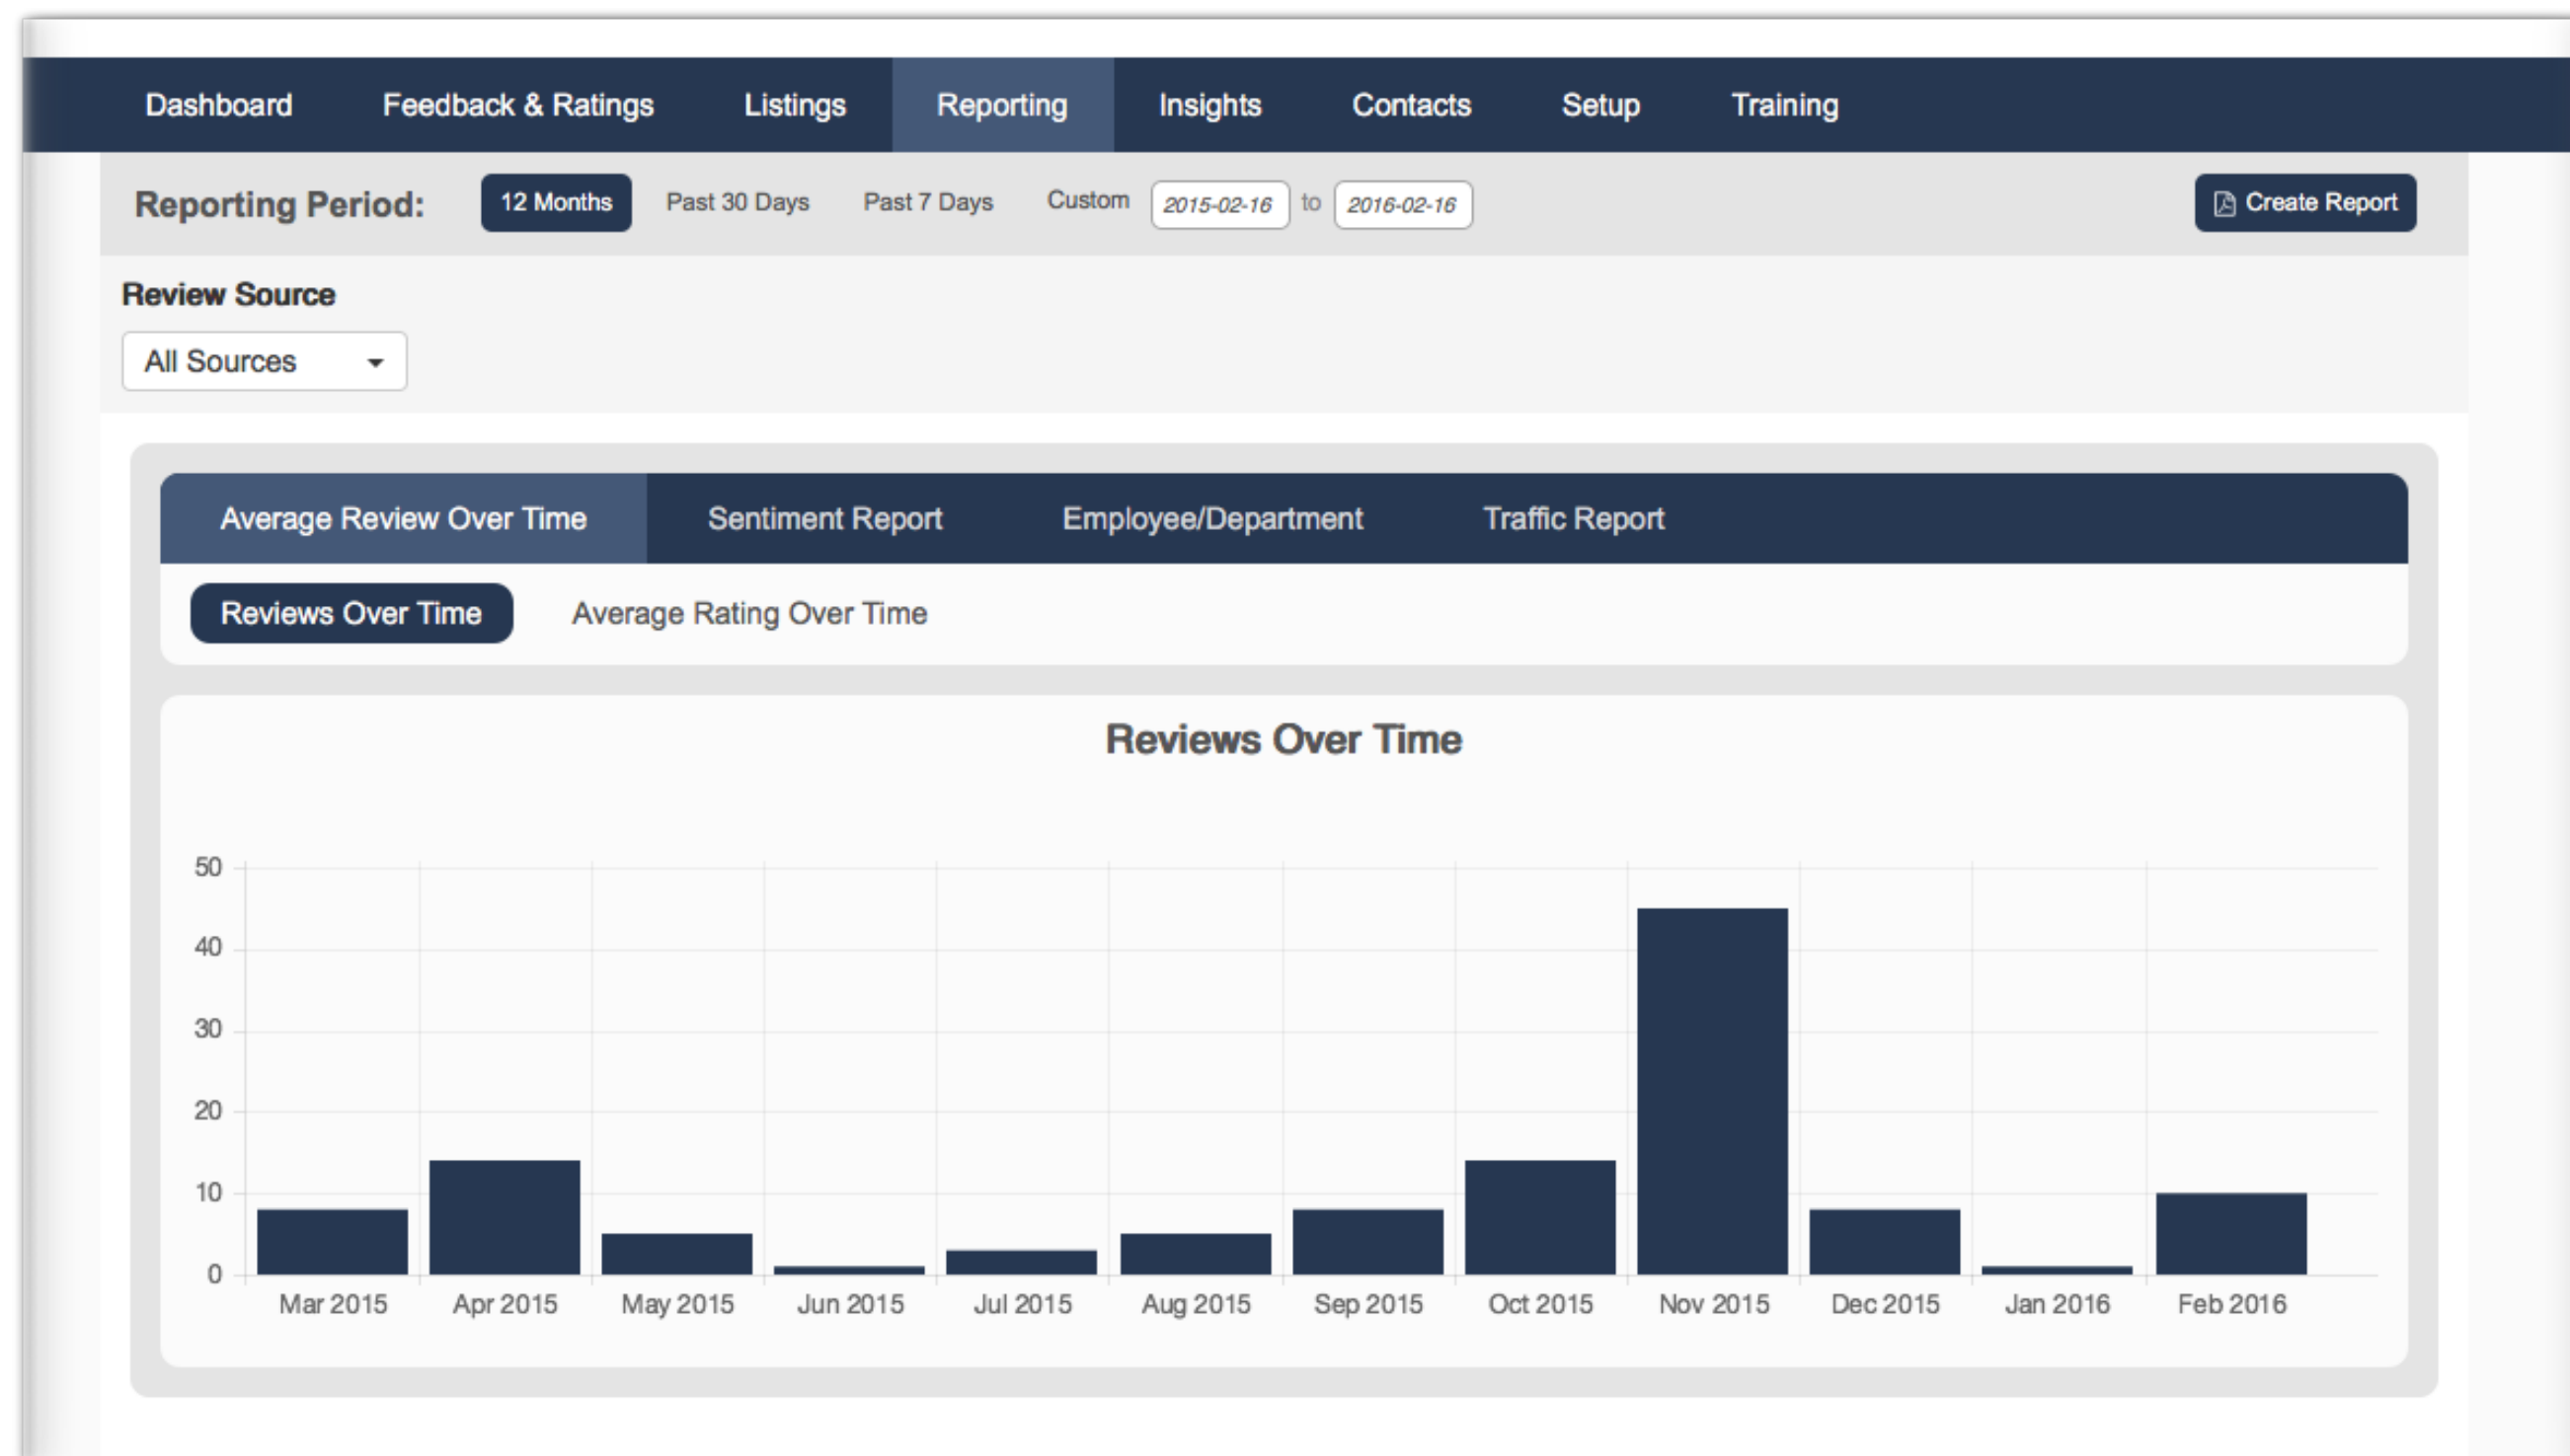 Dashboard Feedback & Ratings Listings Reporting Insights Contacts Setup Training
Reporting Period: 12 Months Past 30 Days Past 7 Days Custom 2015-02-16 to 2016-02-16 Create Report
Review Source
All Sources
Average Review Over Time Sentiment Report Employee/Department Traffic Report
Reviews Over Time Average Rating Over Time
Reviews Over Time
50
40
30
20
10
0
Mar 2015 Apr 2015 May 2015 Jun 2015 Jul 2015 Aug 2015 Sep 2015 Oct 2015 Nov 2015 Dec 2015 Jan 2016 Feb 2016